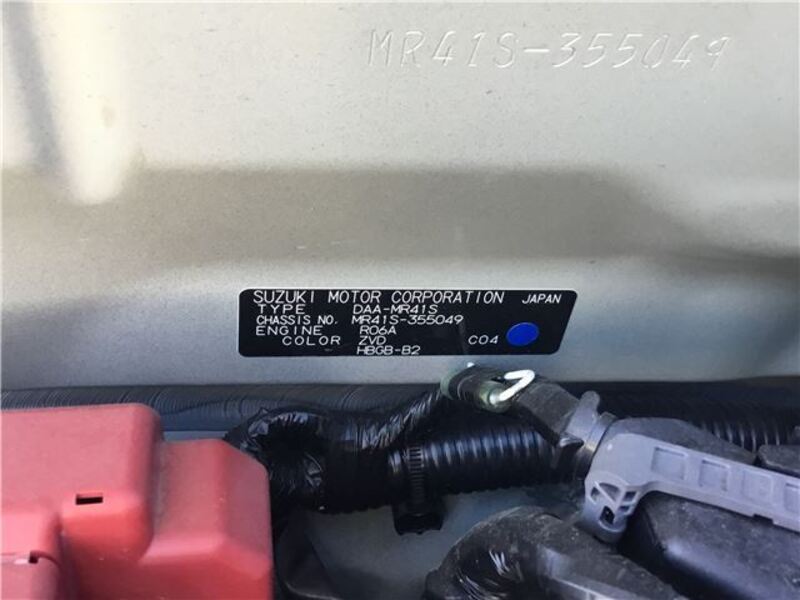 MR41S-355049
SUZUKI MOTOR CORPORATION JAPAN
TYPE DAA-MR41S
CHASSIS NO. MR41S-355049
ENGINE R06A
COLOR ZVD C04
HBGB-B2